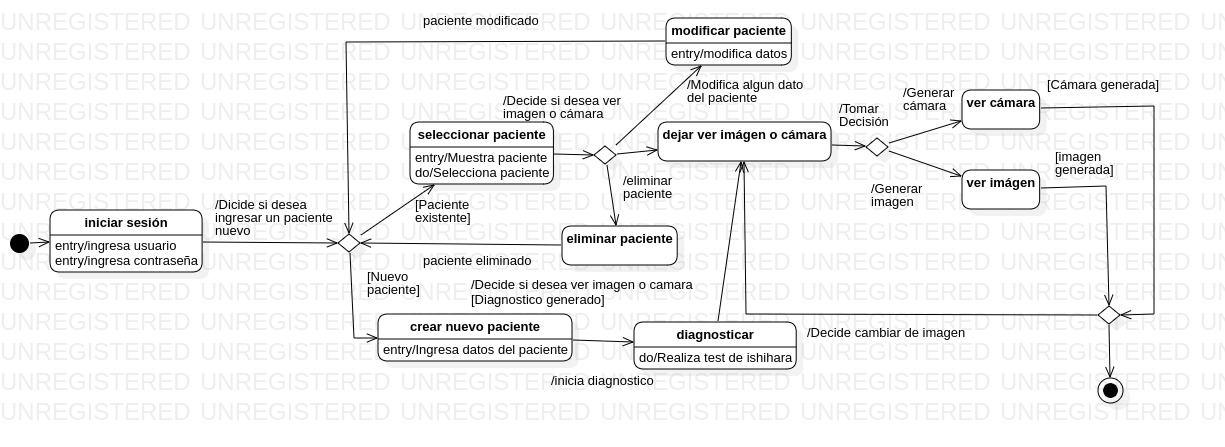 paciente modificado
modificar paciente
entry/modifica datos
/Modifica algun dato
del paciente
/Decide si desea ver
imagen o cámara
seleccionar paciente
entry/Muestra paciente
do/Selecciona paciente
dejar ver imágen o cámara
/Tomar
Decisión
/Generar
cámara
ver cámara
[Cámara generada]
[imagen
generada]
ver imágen
/Generar
imagen
/eliminar
paciente
[Paciente
existente]
/Dicide si desea
ingresar un paciente
nuevo
iniciar sesión
entry/ingresa usuario
entry/ingresa contraseña
eliminar paciente
paciente eliminado
[Nuevo
paciente]
/Decide si desea ver imagen o camara
[Diagnostico generado]
crear nuevo paciente
entry/Ingresa datos del paciente
diagnosticar
do/Realiza test de ishihara
/Decide cambiar de imagen
/inicia diagnostico
UNREGISTERED